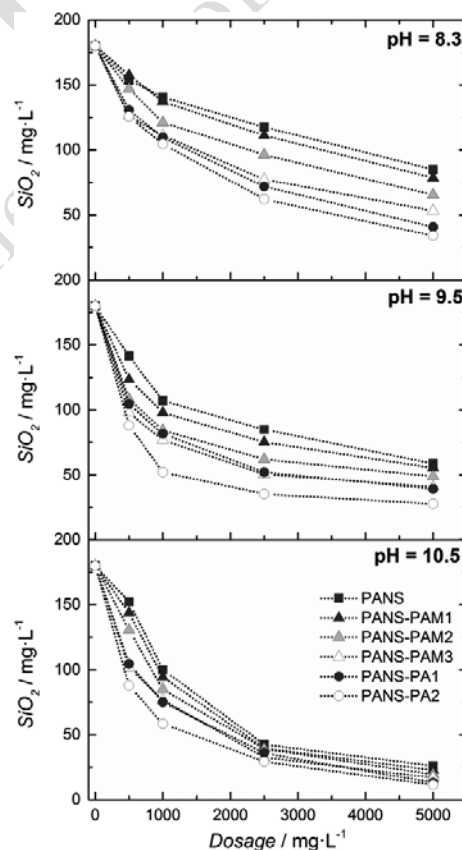 200
pH = 8.3
150
100
50
SiO₂ / mg·L⁻¹
200
pH = 9.5
150
100
50
SiO₂ / mg·L⁻¹
200
pH = 10.5
150
100
50
0
SiO₂ / mg·L⁻¹
PANS
PANS-PAM1
PANS-PAM2
PANS-PAM3
PANS-PA1
PANS-PA2
0 1000 2000 3000 4000 5000
Dosage / mg·L⁻¹